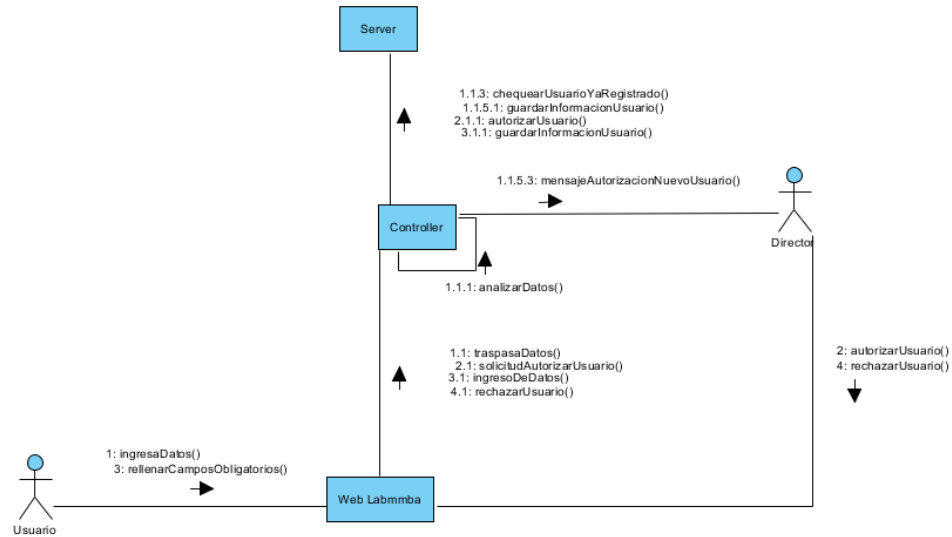 Server
1.1.3: chequearUsuarioYaRegistrado()
1.1.5.1: guardarInformacionUsuario()
2.1.1: autorizarUsuario()
3.1.1: guardarInformacionUsuario()
1.1.5.3: mensajeAutorizacionNuevoUsuario()
Controller
Director
1.1.1: analizarDatos()
1.1: traspasaDatos()
2.1: solicitudAutorizarUsuario()
3.1: ingresoDeDatos()
4.1: rechazarUsuario()
2: autorizarUsuario()
4: rechazarUsuario()
1: ingresaDatos()
3: rellenarCamposObligatorios()
Web Labmmba
Usuario